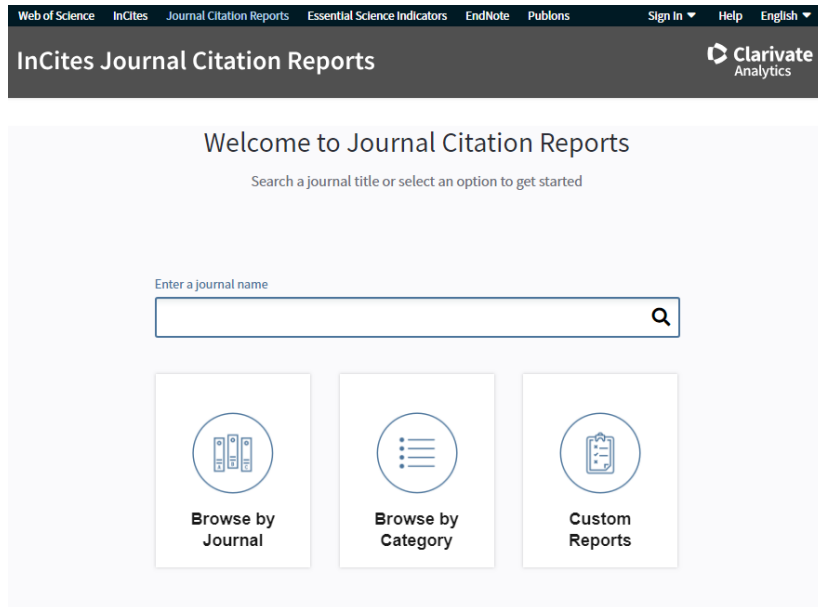 Web of Science InCites Journal Citation Reports Essential Science Indicators EndNote Publons Sign In Help English
InCites Journal Citation Reports
Clarivate
Analytics
Welcome to Journal Citation Reports
Search a journal title or select an option to get started
Enter a journal name
A B C
Browse by
Journal
Browse by
Category
Custom
Reports